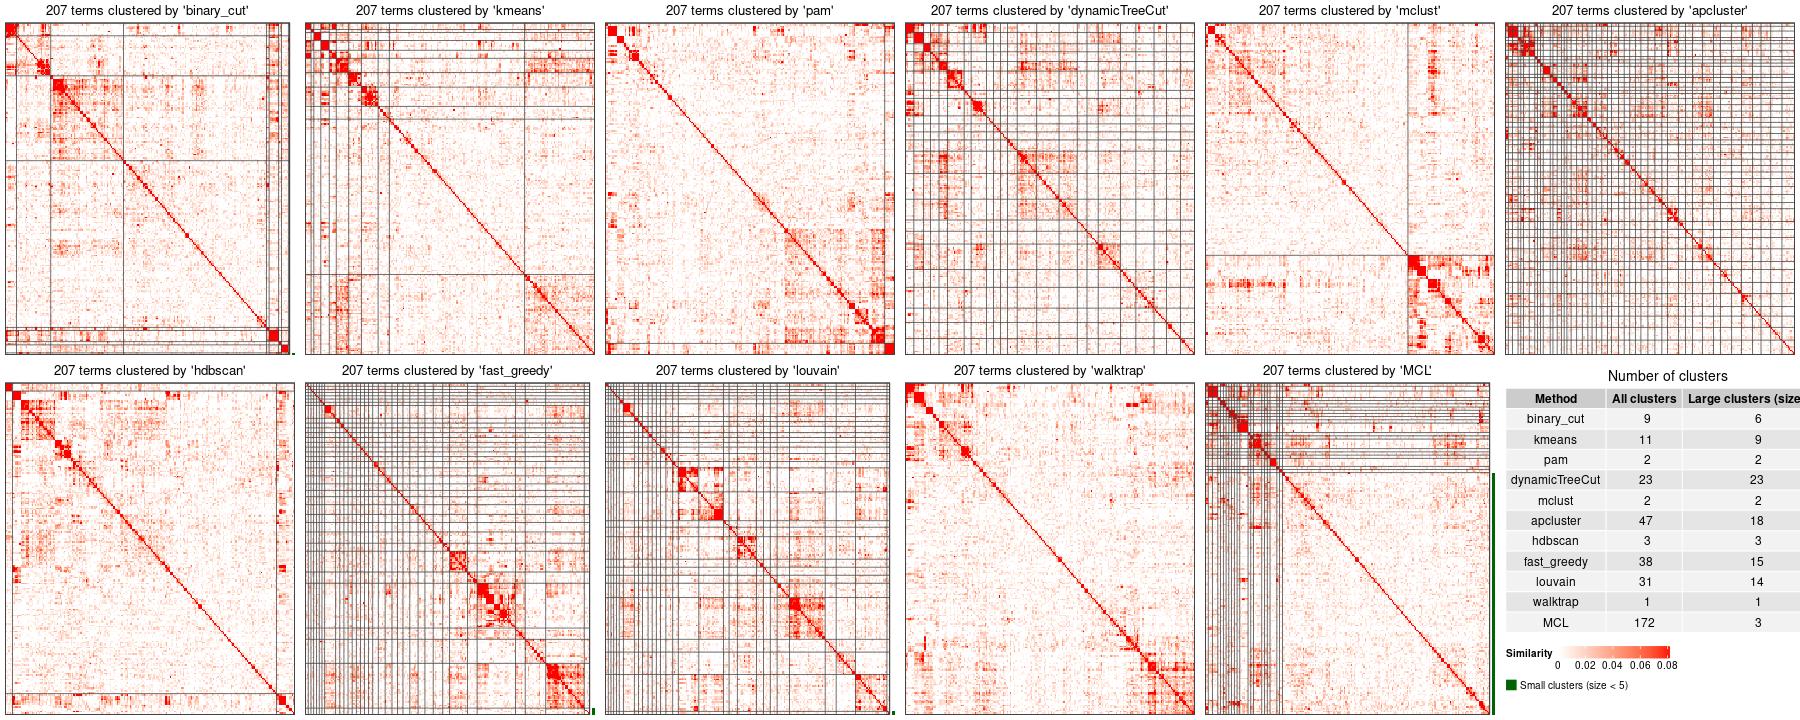 207 terms clustered by 'binary_cut'
207 terms clustered by 'kmeans'
207 terms clustered by 'pam'
207 terms clustered by 'dynamicTreeCut'
207 terms clustered by 'mclust'
207 terms clustered by 'apcluster'
207 terms clustered by 'hdbscan'
207 terms clustered by 'fast_greedy'
207 terms clustered by 'louvain'
207 terms clustered by 'walktrap'
207 terms clustered by 'MCL'
Number of clusters
Method All clusters Large clusters (size
binary_cut 9 6
kmeans 11 9
pam 2 2
dynamicTreeCut 23 23
mclust 2 2
apcluster 47 18
hdbscan 3 3
fast_greedy 38 15
louvain 31 14
walktrap 1 1
MCL 172 3
Similarity
0 0.02 0.04 0.06 0.08
Small clusters (size < 5)